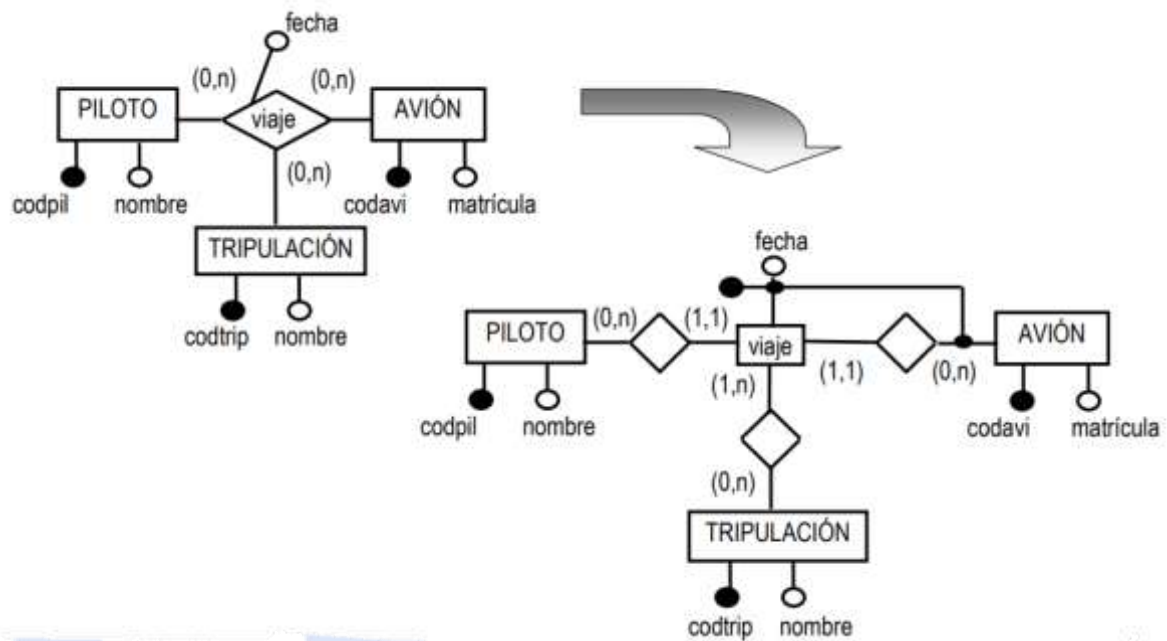 fecha
(0,n) (0,n)
PILOTO viaje AVIÓN
(0,n)
codpil nombre codavi matrícula
TRIPULACIÓN
codtrip nombre
fecha
(0,n) (1,1)
PILOTO viaje AVIÓN
(1,n) (1,1) (0,n)
codpil nombre codavi matrícula
(0,n)
TRIPULACIÓN
codtrip nombre